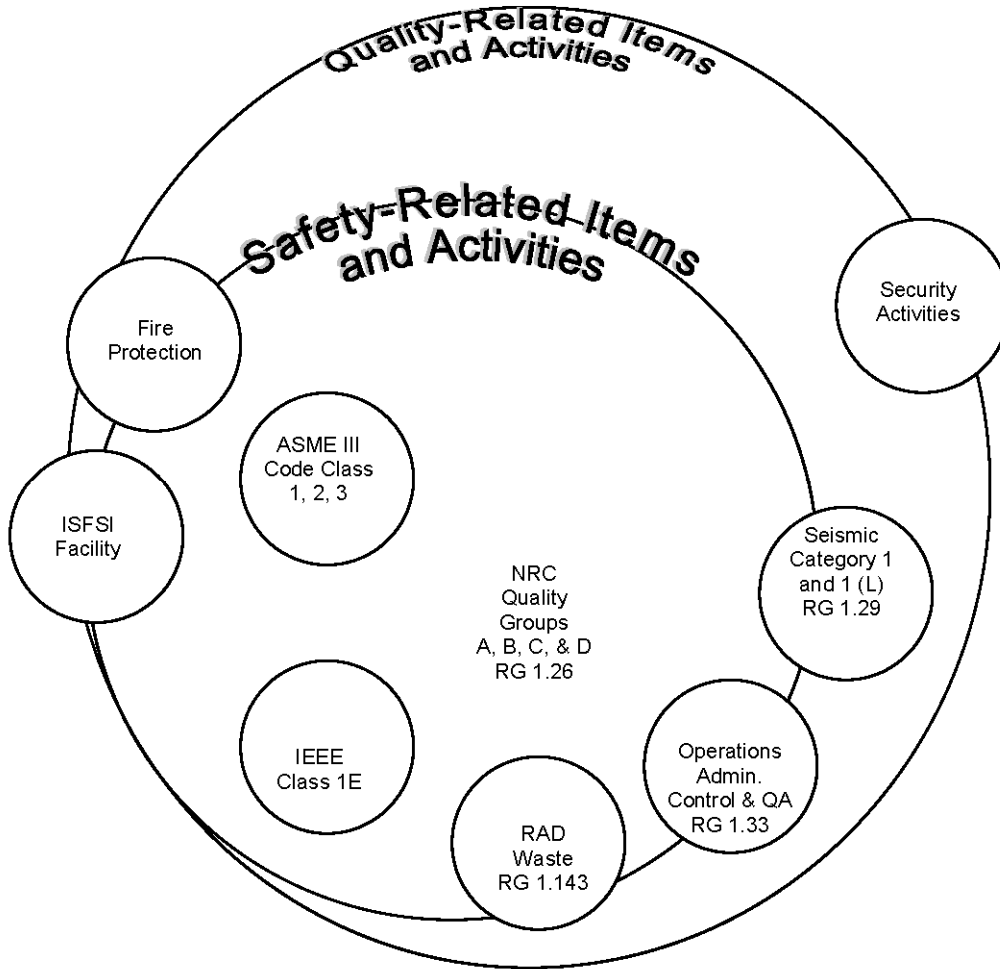 Quality-Related Items
and Activities
Safety-Related Items
and Activities
Security
Activities
Fire
Protection
ASME III
Code Class
1, 2, 3
ISFSI
Facility
Seismic
Category 1
and 1 (L)
RG 1.29
NRC
Quality
Groups
A, B, C, & D
RG 1.26
IEEE
Class 1E
Operations
Admin.
Control & QA
RG 1.33
RAD
Waste
RG 1.143